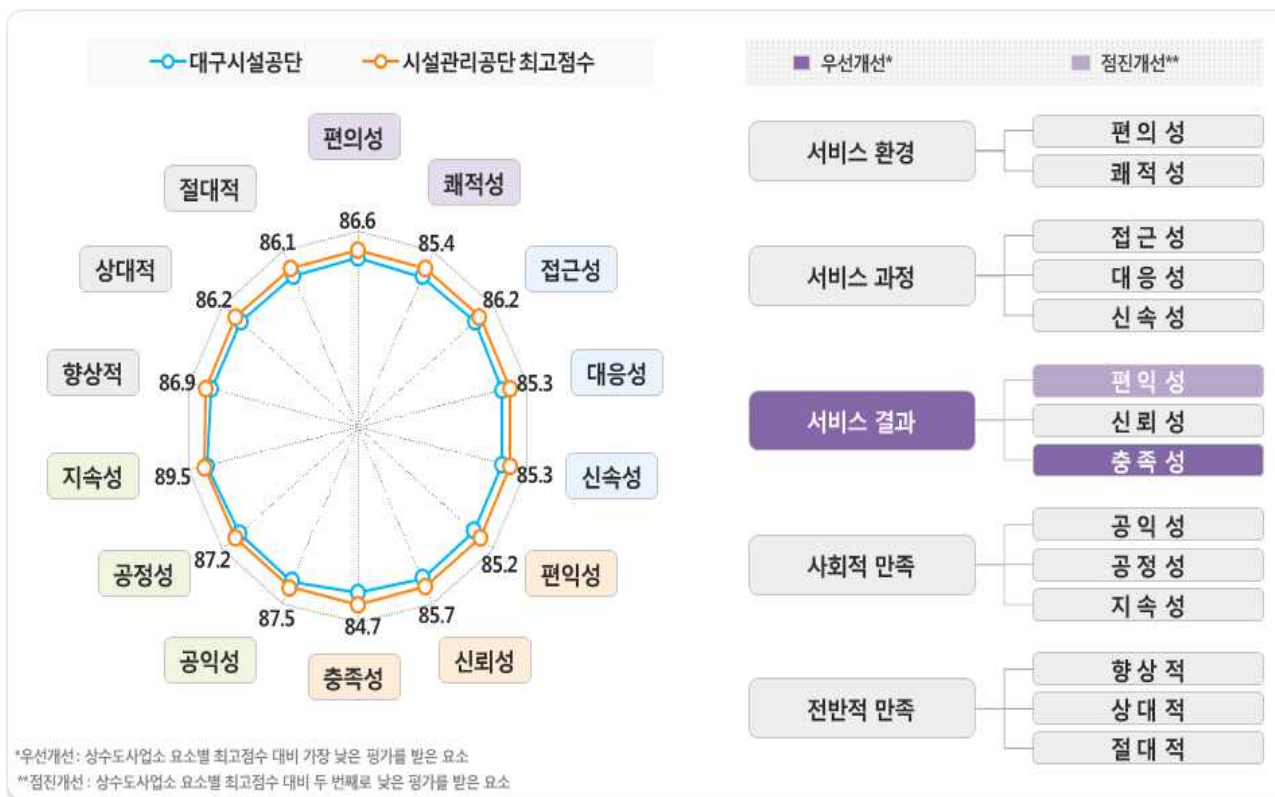 대구시설공단
시설관리공단 최고점수
편의성
쾌적성
접근성
대응성
신속성
편익성
신뢰성
충족성
공익성
공정성
지속성
향상적
상대적
절대적
86.6
85.4
86.2
85.3
85.3
85.2
85.7
84.7
87.5
87.2
89.5
86.9
86.2
86.1
우선개선*
점진개선**
서비스 환경
편의성
쾌적성
서비스 과정
접근성
대응성
신속성
서비스 결과
편익성
신뢰성
충족성
사회적 만족
공익성
공정성
지속성
전반적 만족
향상적
상대적
절대적
*우선개선 : 상수도사업소 요소별 최고점수 대비 가장 낮은 평가를 받은 요소
**점진개선 : 상수도사업소 요소별 최고점수 대비 두 번째로 낮은 평가를 받은 요소